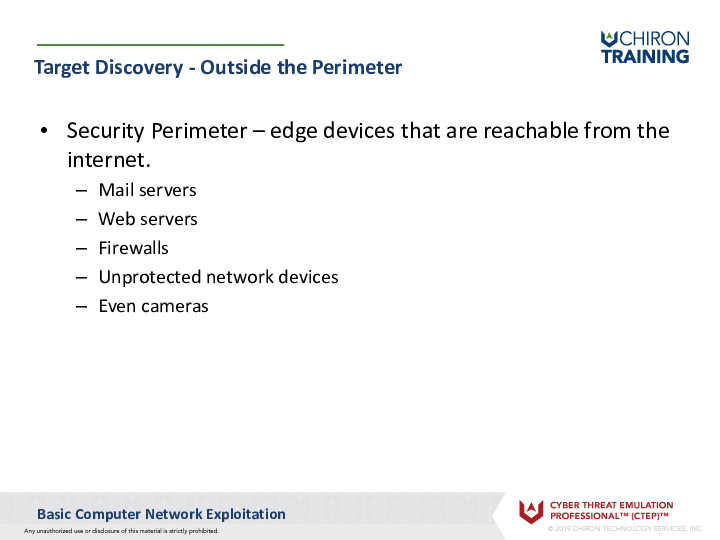 CHIRON
TRAINING
Target Discovery - Outside the Perimeter
• Security Perimeter – edge devices that are reachable from the
internet.
– Mail servers
– Web servers
– Firewalls
– Unprotected network devices
– Even cameras
Basic Computer Network Exploitation
Any unauthorized use or disclosure of this material is strictly prohibited.
CYBER THREAT EMULATION
PROFESSIONAL™ (CTEP)™
© 2019 CHIRON TECHNOLOGY SERVICES, INC.